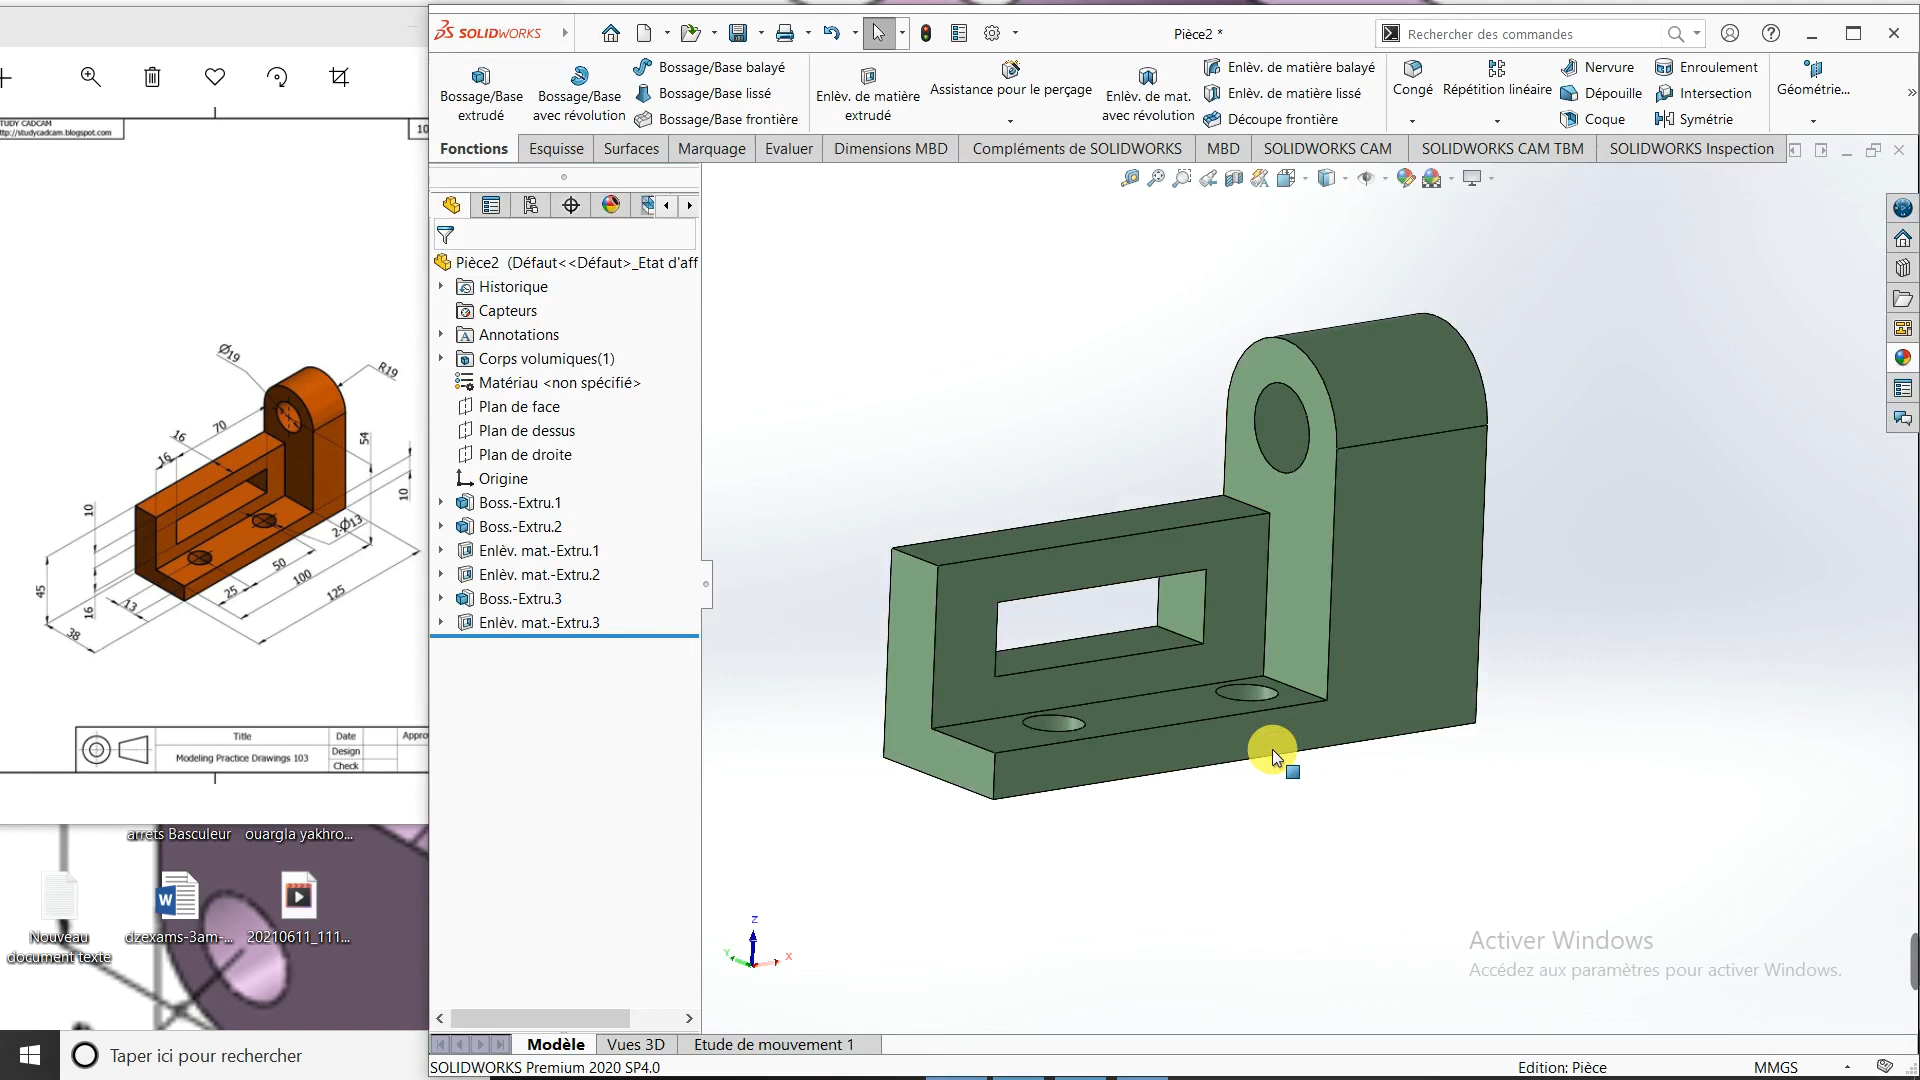 SOLIDWORKS
Pièce2 *
Rechercher des commandes
Bossage/Base extrudé
Bossage/Base avec révolution
Bossage/Base balayé
Bossage/Base lissé
Bossage/Base frontière
Enlèv. de matière extrudé
Assistance pour le perçage
Enlèv. de mat. avec révolution
Enlèv. de matière balayé
Enlèv. de matière lissé
Découpe frontière
Congé
Répétition linéaire
Nervure
Dépouille
Coque
Enroulement
Intersection
Symétrie
Géométrie...
Fonctions
Esquisse
Surfaces
Marquage
Evaluer
Dimensions MBD
Compléments de SOLIDWORKS
MBD
SOLIDWORKS CAM
SOLIDWORKS CAM TBM
SOLIDWORKS Inspection
Pièce2 (Défaut<<Défaut>_Etat d'aff
Historique
Capteurs
Annotations
Corps volumiques(1)
Matériau <non spécifié>
Plan de face
Plan de dessus
Plan de droite
Origine
Boss.-Extru.1
Boss.-Extru.2
Enlèv. mat.-Extru.1
Enlèv. mat.-Extru.2
Boss.-Extru.3
Enlèv. mat.-Extru.3
TUDY CADCAM
ttp://studycadcam.blogspot.com
10
Ø19
R19
70
16
16
54
10
10
2-Ø13
50
100
125
25
45
16
13
38
Title
Date
Appro
Modeling Practice Drawings 103
Design
Check
arrets Basculeur
ouargla yakhro...
Nouveau document texte
dzexams-3am-...
20210611_111...
Z
Y
X
Activer Windows
Accédez aux paramètres pour activer Windows.
Modèle
Vues 3D
Etude de mouvement 1
SOLIDWORKS Premium 2020 SP4.0
Edition: Pièce
MMGS
Taper ici pour rechercher